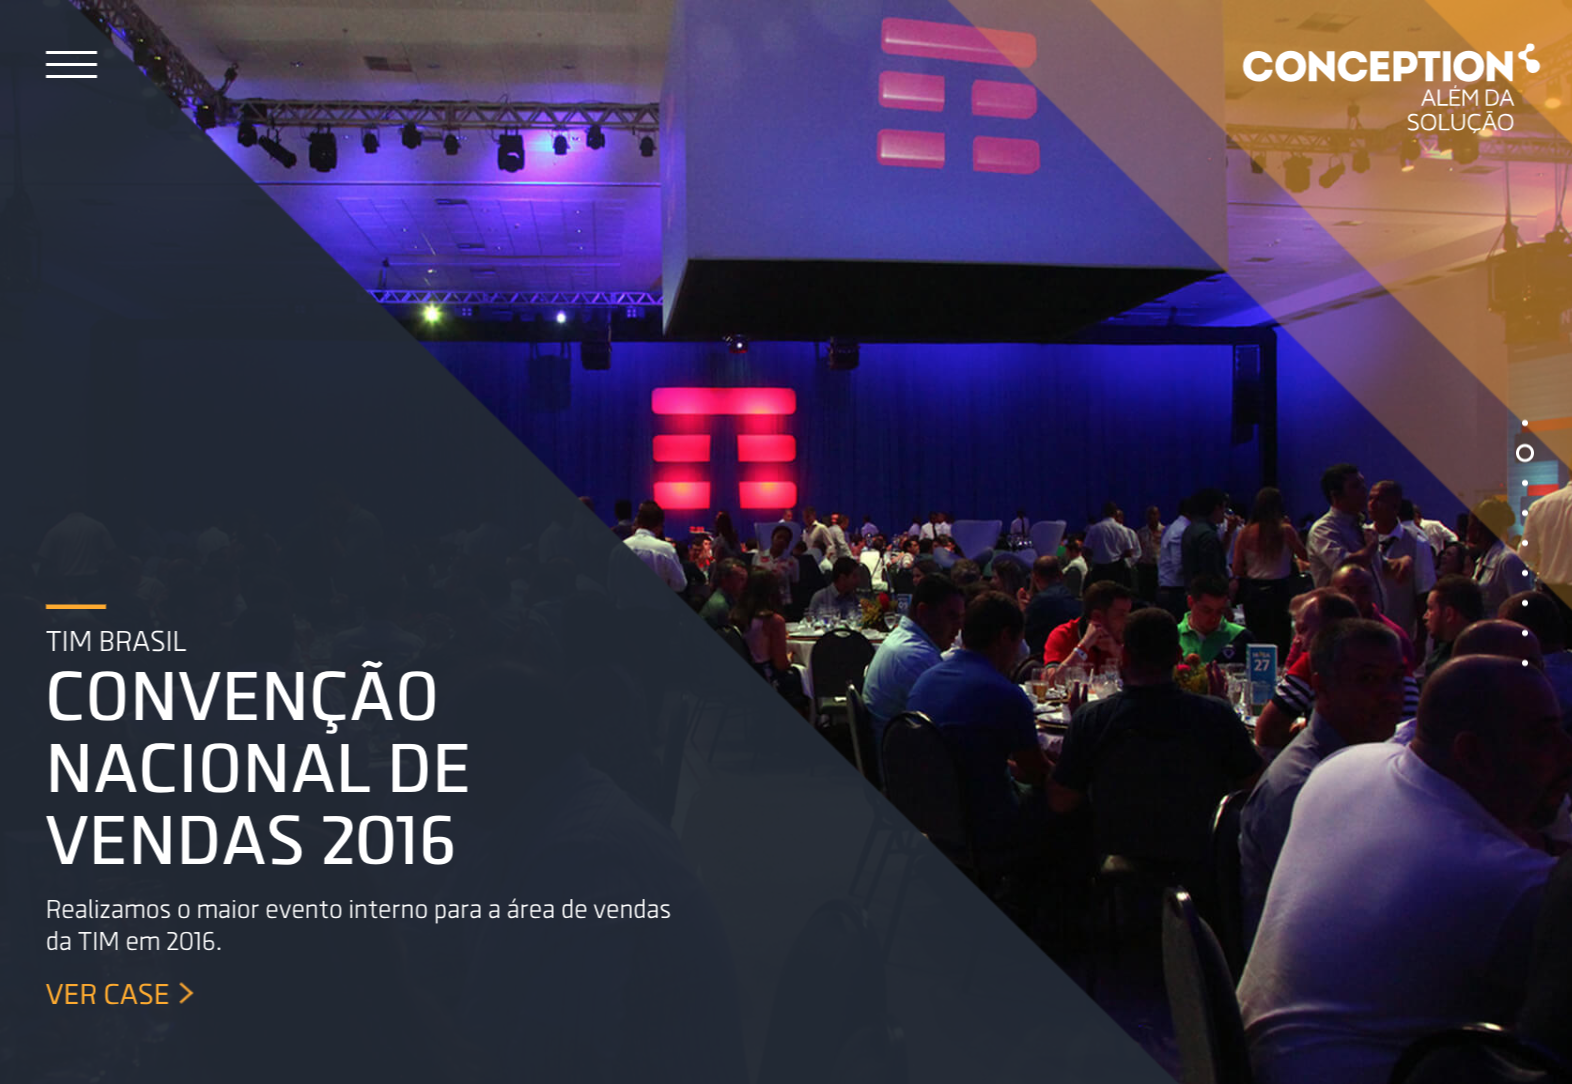 CONCEPTION
ALÉM DA
SOLUÇÃO
27
TIM BRASIL
CONVENÇÃO
NACIONAL DE
VENDAS 2016
Realizamos o maior evento interno para a área de vendas
da TIM em 2016.
VER CASE >